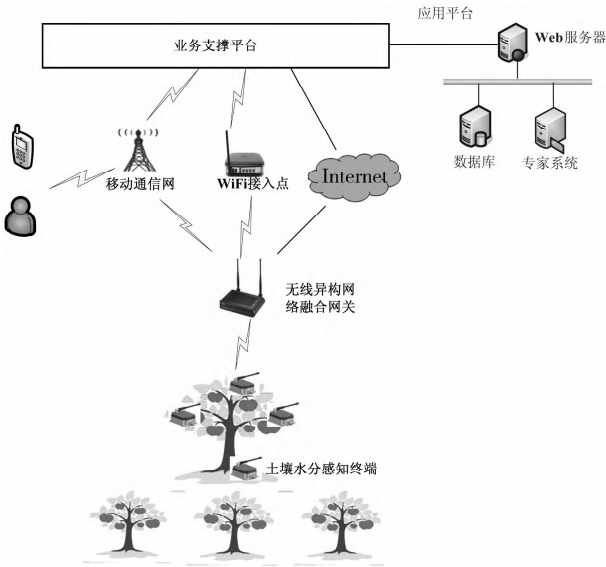 应用平台
业务支撑平台
Web服务器
数据库
专家系统
移动通信网
WiFi接入点
Internet
无线异构网
络融合网关
土壤水分感知终端